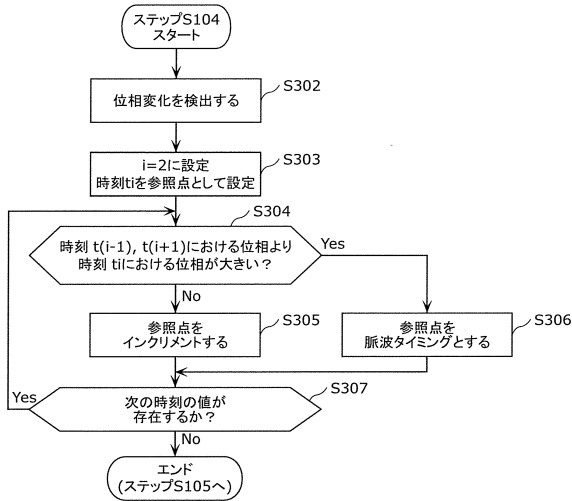 ステップS104
スタート
位相変化を検出する
S302
i=2に設定
時刻tiを参照点として設定
S303
S304
時刻 t(i-1), t(i+1)における位相より
時刻 tiにおける位相が大きい？
Yes
No
参照点を
インクリメントする
S305
参照点を
脈波タイミングとする
S306
S307
Yes
次の時刻の値が
存在するか？
No
エンド
(ステップS105へ)